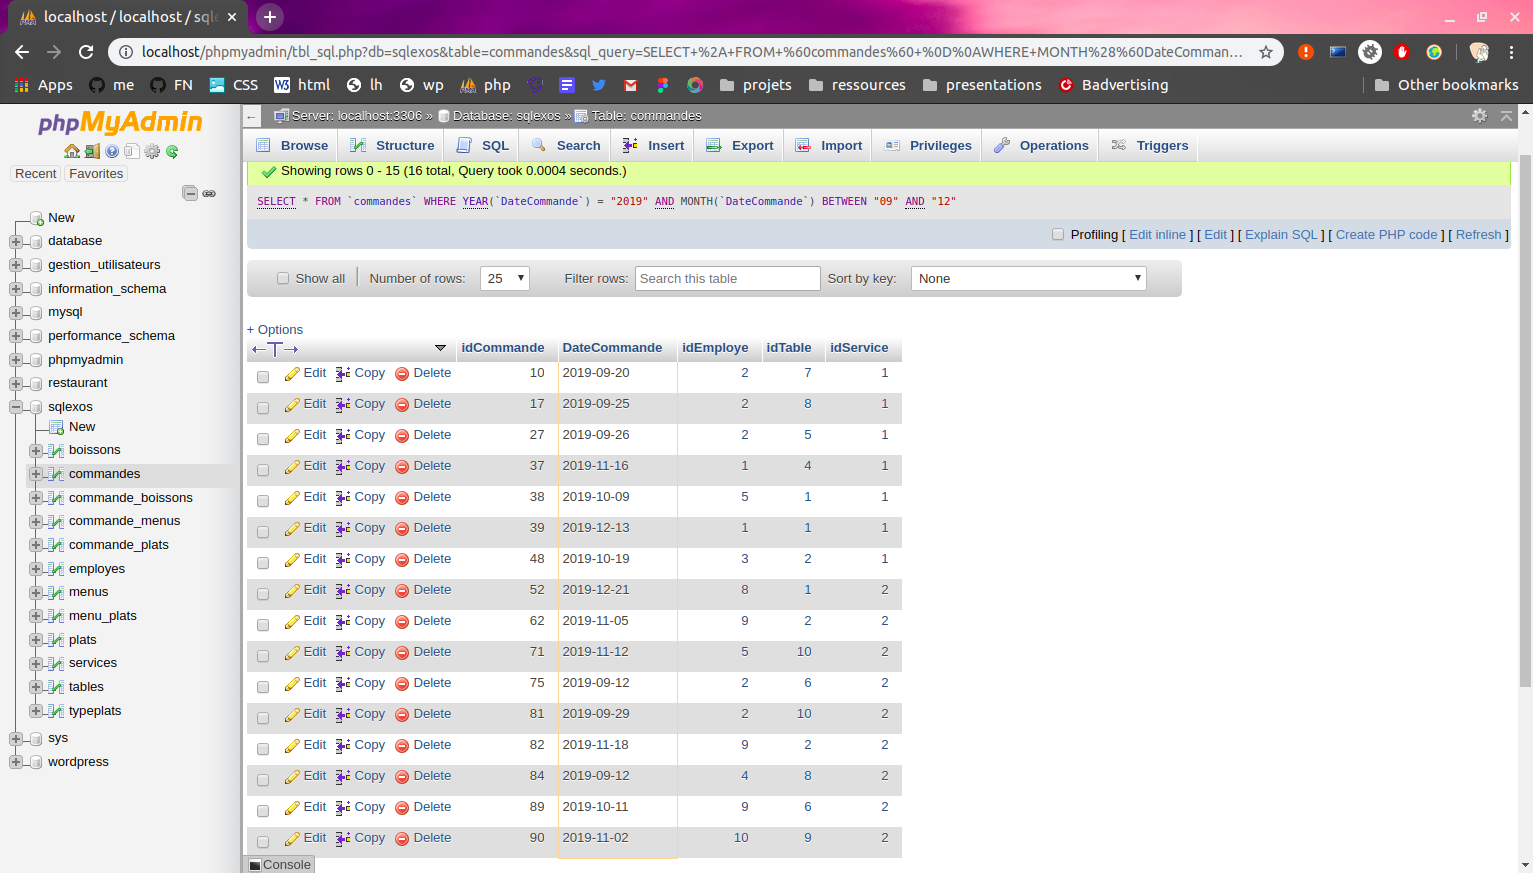 localhost / localhost / sqle
localhost/phpmyadmin/tbl_sql.php?db=sqlexos&table=commandes&sql_query=SELECT+%2A+FROM+%60commandes%60+%0D%0AWHERE+MONTH%28%60DateComman...
Apps me FN CSS html lh wp php projets ressources presentations Badvertising Other bookmarks
phpMyAdmin
Recent Favorites
New
database
gestion_utilisateurs
information_schema
mysql
performance_schema
phpmyadmin
restaurant
sqlexos
New
boissons
commandes
commande_boissons
commande_menus
commande_plats
employes
menus
menu_plats
plats
services
tables
typeplats
sys
wordpress
Server: localhost:3306 » Database: sqlexos » Table: commandes
Browse Structure SQL Search Insert Export Import Privileges Operations Triggers
Showing rows 0 - 15 (16 total, Query took 0.0004 seconds.)
SELECT * FROM `commandes` WHERE YEAR(`DateCommande`) = "2019" AND MONTH(`DateCommande`) BETWEEN "09" AND "12"
Profiling [ Edit inline ] [ Edit ] [ Explain SQL ] [ Create PHP code ] [ Refresh ]
Show all Number of rows: 25 Filter rows: Search this table Sort by key: None
+ Options
idCommande DateCommande idEmploye idTable idService
Edit Copy Delete 10 2019-09-20 2 7 1
Edit Copy Delete 17 2019-09-25 2 8 1
Edit Copy Delete 27 2019-09-26 2 5 1
Edit Copy Delete 37 2019-11-16 1 4 1
Edit Copy Delete 38 2019-10-09 5 1 1
Edit Copy Delete 39 2019-12-13 1 1 1
Edit Copy Delete 48 2019-10-19 3 2 1
Edit Copy Delete 52 2019-12-21 8 1 2
Edit Copy Delete 62 2019-11-05 9 2 2
Edit Copy Delete 71 2019-11-12 5 10 2
Edit Copy Delete 75 2019-09-12 2 6 2
Edit Copy Delete 81 2019-09-29 2 10 2
Edit Copy Delete 82 2019-11-18 9 2 2
Edit Copy Delete 84 2019-09-12 4 8 2
Edit Copy Delete 89 2019-10-11 9 6 2
Edit Copy Delete 90 2019-11-02 10 9 2
Console